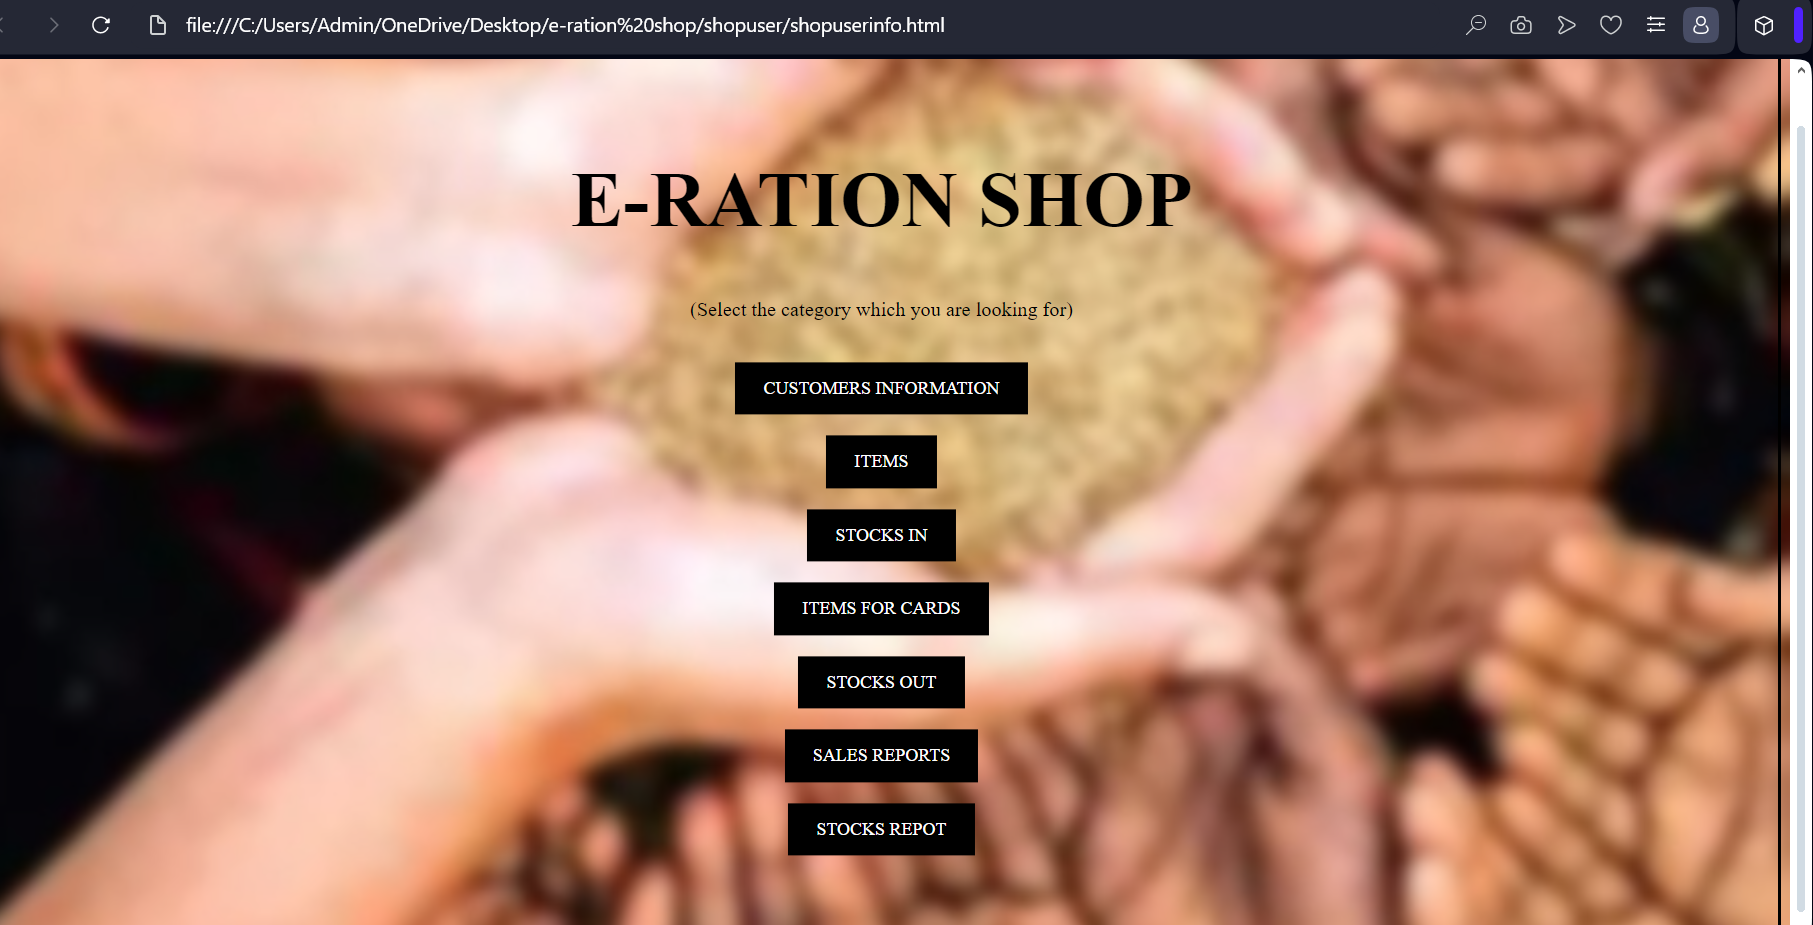 file:///C:/Users/Admin/OneDrive/Desktop/e-ration%20shop/shopuser/shopuserinfo.html
E-RATION SHOP
(Select the category which you are looking for)
CUSTOMERS INFORMATION
ITEMS
STOCKS IN
ITEMS FOR CARDS
STOCKS OUT
SALES REPORTS
STOCKS REPOT